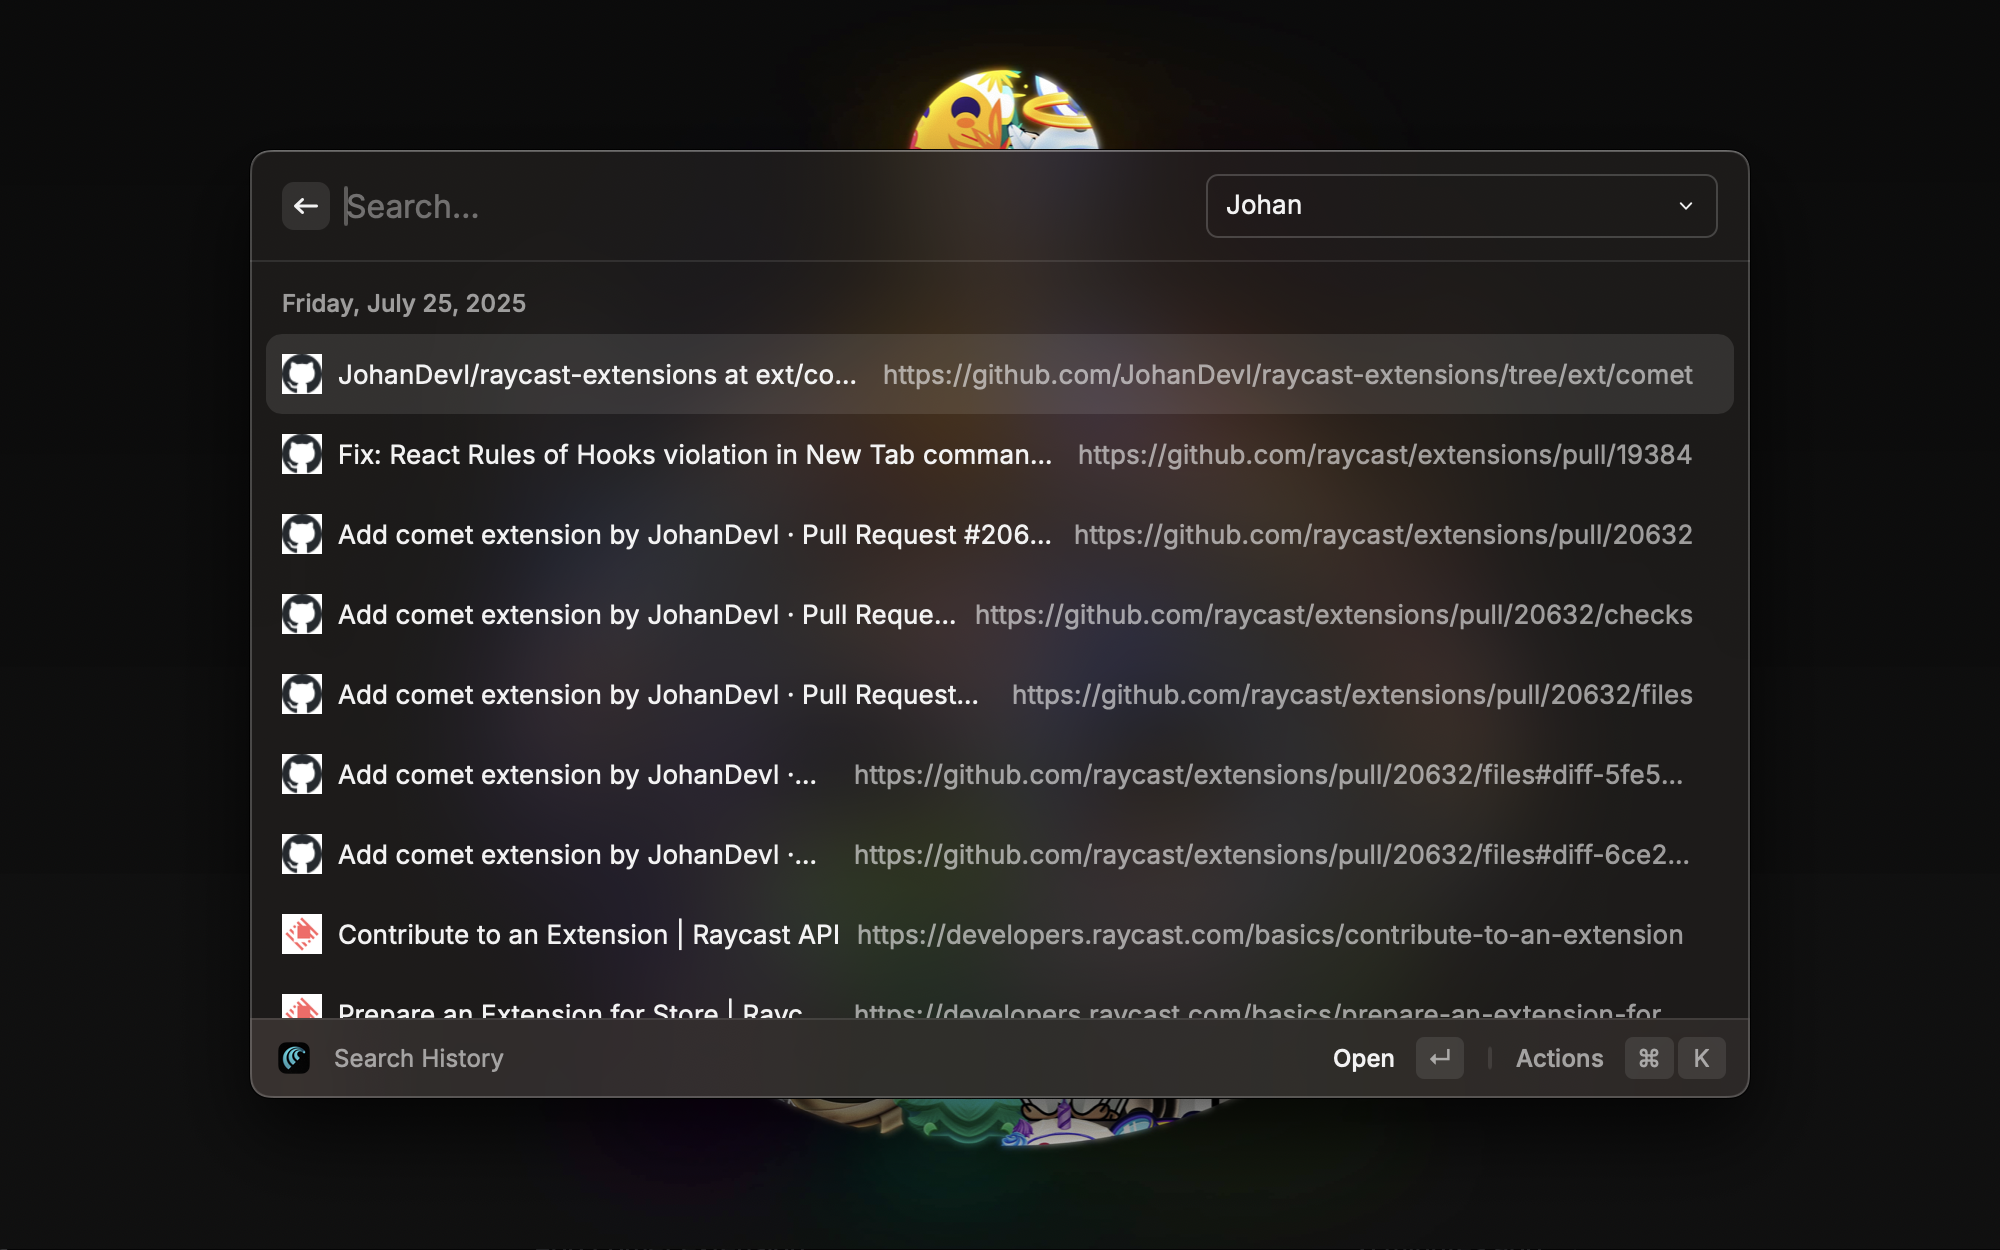 Search...
Johan
Friday, July 25, 2025
JohanDevl/raycast-extensions at ext/co... https://github.com/JohanDevl/raycast-extensions/tree/ext/comet
Fix: React Rules of Hooks violation in New Tab comman... https://github.com/raycast/extensions/pull/19384
Add comet extension by JohanDevl · Pull Request #206... https://github.com/raycast/extensions/pull/20632
Add comet extension by JohanDevl · Pull Reque... https://github.com/raycast/extensions/pull/20632/checks
Add comet extension by JohanDevl · Pull Request... https://github.com/raycast/extensions/pull/20632/files
Add comet extension by JohanDevl ·... https://github.com/raycast/extensions/pull/20632/files#diff-5fe5...
Add comet extension by JohanDevl ·... https://github.com/raycast/extensions/pull/20632/files#diff-6ce2...
Contribute to an Extension | Raycast API https://developers.raycast.com/basics/contribute-to-an-extension
Prepare an Extension for Store | Rayc... https://developers.raycast.com/basics/prepare-an-extension-for...
Search History Open ↵ Actions ⌘ K